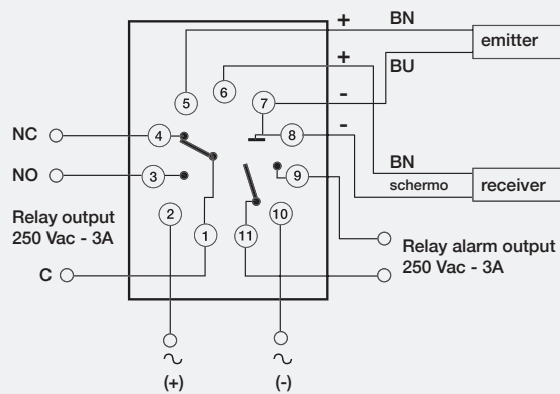 + BN
emitter
+ BU
5
6
-
7
NC
4
8
-
NO
3
9
BN
schermo
receiver
Relay output
250 Vac - 3A
2
1
11
10
Relay alarm output
250 Vac - 3A
C
∼
∼
(+)
(-)